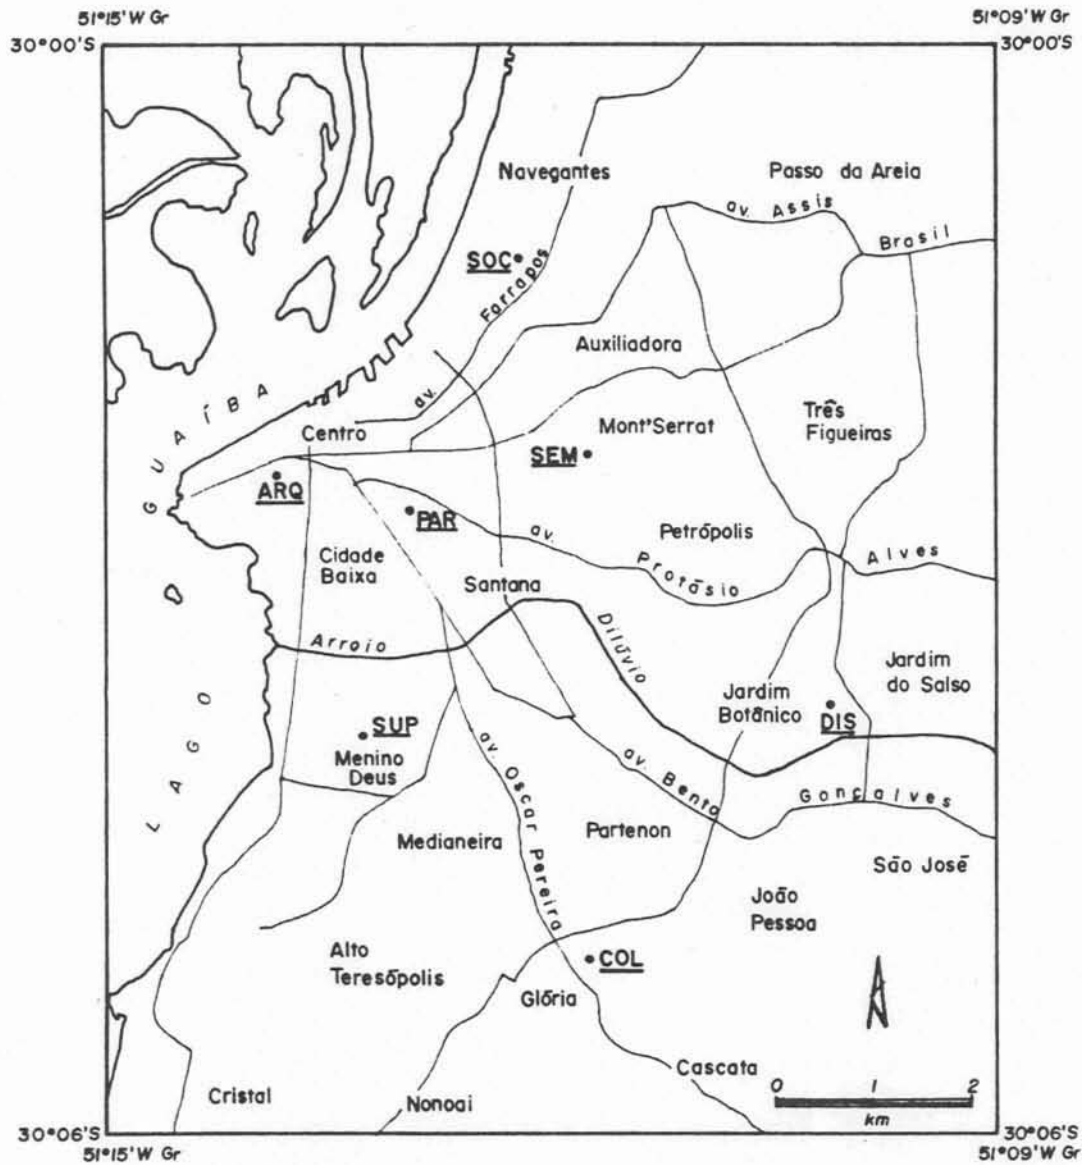 51°15' W Gr
51°09' W Gr
30°00'S
30°00'S
Navegantes
Passo da Areia
av. Assis
Brasil
SOC
av. Farrapos
Auxiliadora
GUAÍBA
Três
Figueiras
Mont'Serrat
Centro
SEM
ARQ
PAR
Petrópolis
av. Protásio Alves
Cidade
Baixa
Santana
Arroio Dilúvio
Jardim
do Salso
Jardim
Botânico
DIS
LAGO
SUP
Menino
Deus
av. Oscar Pereira
av. Bento Gonçalves
Medianeira
Partenon
São José
João
Pessoa
Alto
Teresópolis
COL
Glória
Cascata
Cristal
Nonoai
0 1 2
km
30°06'S
30°06'S
51°15' W Gr
51°09' W Gr